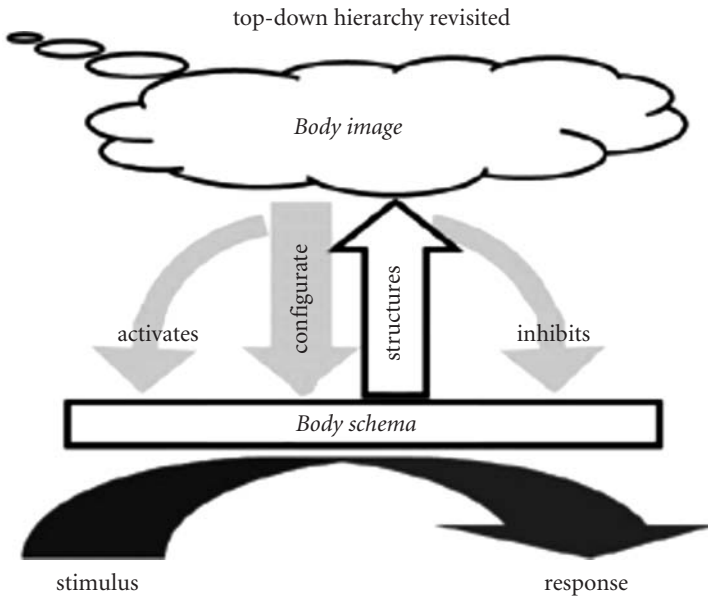 top-down hierarchy revisited
Body image
activates
configurate
structures
inhibits
Body schema
stimulus
response